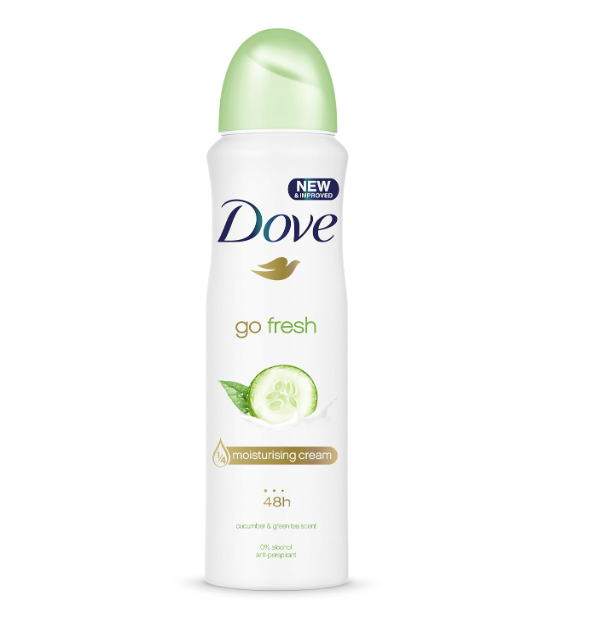 NEW
& IMPROVED
Dove
go fresh
1/4 moisturising cream
48h
cucumber & green tea scent
0% alcohol
anti-perspirant